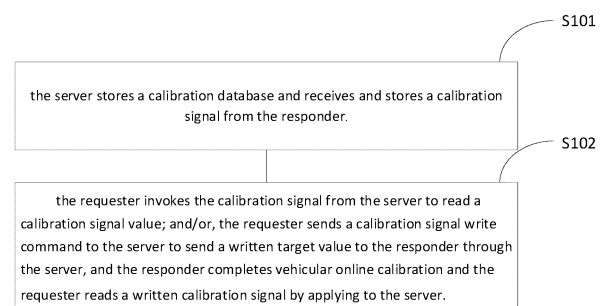 S101
the server stores a calibration database and receives and stores a calibration
signal from the responder.
S102
the requester invokes the calibration signal from the server to read a
calibration signal value; and/or, the requester sends a calibration signal write
command to the server to send a written target value to the responder through
the server, and the responder completes vehicular online calibration and the
requester reads a written calibration signal by applying to the server.